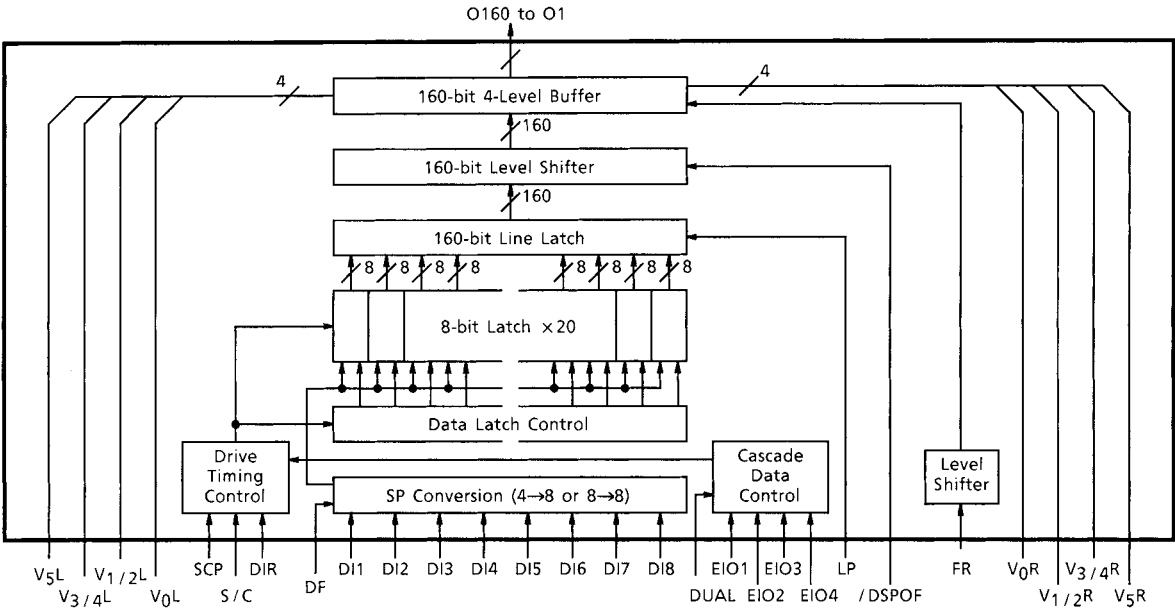 O160 to O1
4
160-bit 4-Level Buffer
4
160
160-bit Level Shifter
160
160-bit Line Latch
8 8 8 8 8 8 8 8
8-bit Latch ×20
Data Latch Control
Drive
Timing
Control
SP Conversion (4→8 or 8→8)
Cascade
Data
Control
Level
Shifter
V5L V3/4L V1/2L V0L
SCP S/C DIR
DF
DI1 DI2 DI3 DI4 DI5 DI6 DI7 DI8
DUAL EIO1 EIO2 EIO3 EIO4
LP /DSPOF
FR
V0R V1/2R V3/4R V5R